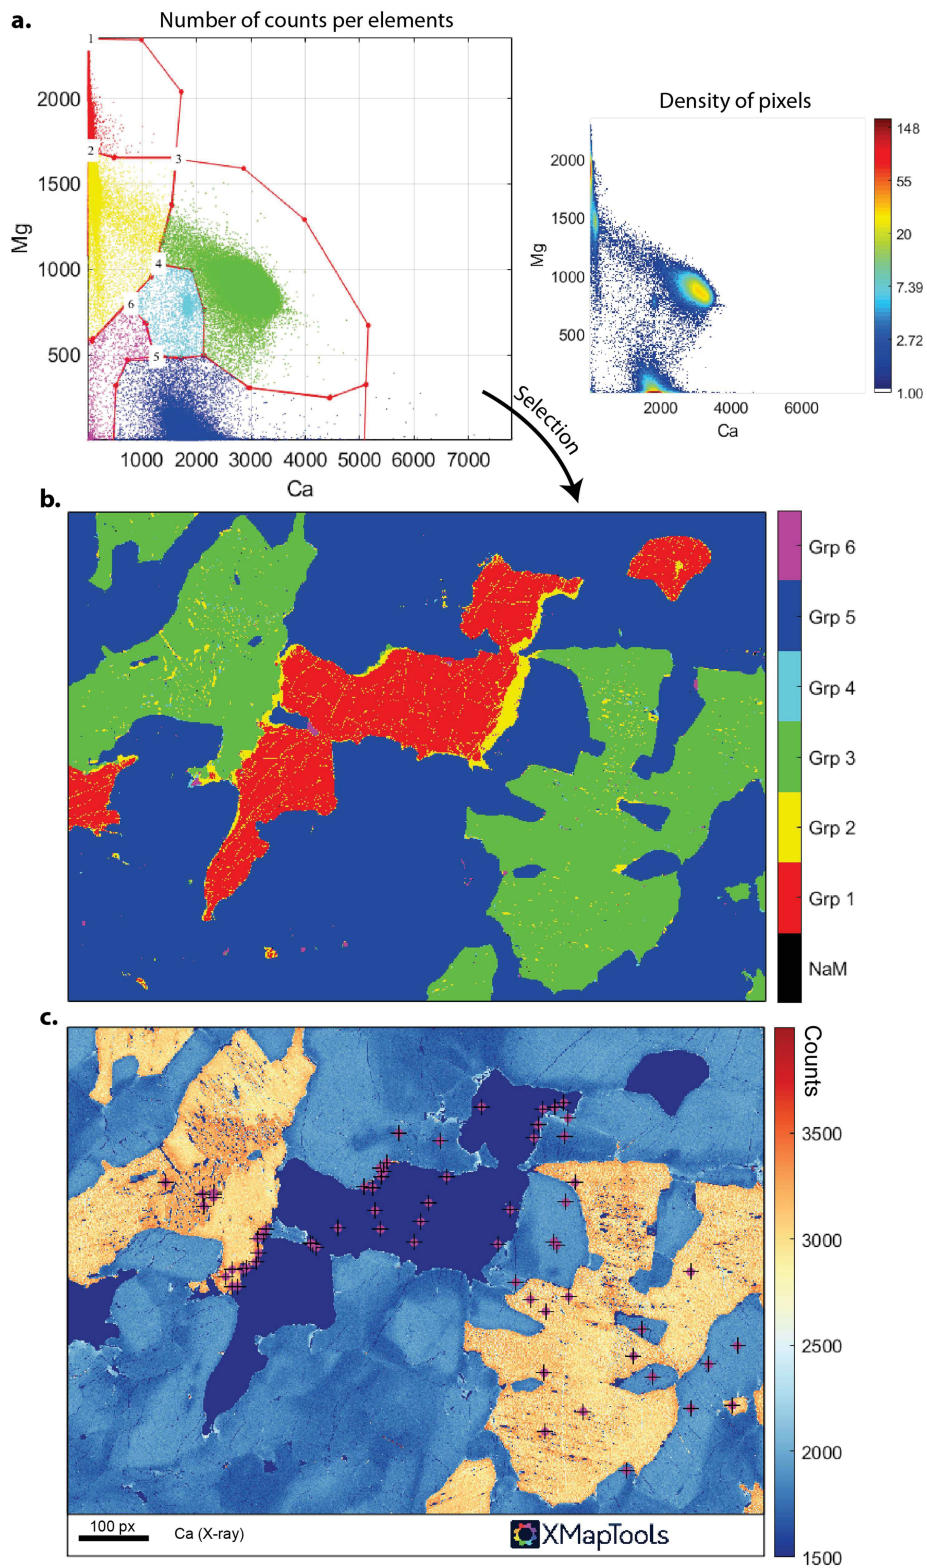 a.
Number of counts per elements
Mg
2000
1500
1000
500
1
2
3
4
6
5
1000 2000 3000 4000 5000 6000 7000
Ca
Density of pixels
Mg
2000
1500
1000
500
2000 4000 6000
Ca
148
55
20
7.39
2.72
1.00
Selection
b.
Grp 6
Grp 5
Grp 4
Grp 3
Grp 2
Grp 1
NaM
c.
Counts
3500
3000
2500
2000
1500
100 px
Ca (X-ray)
XMapTools